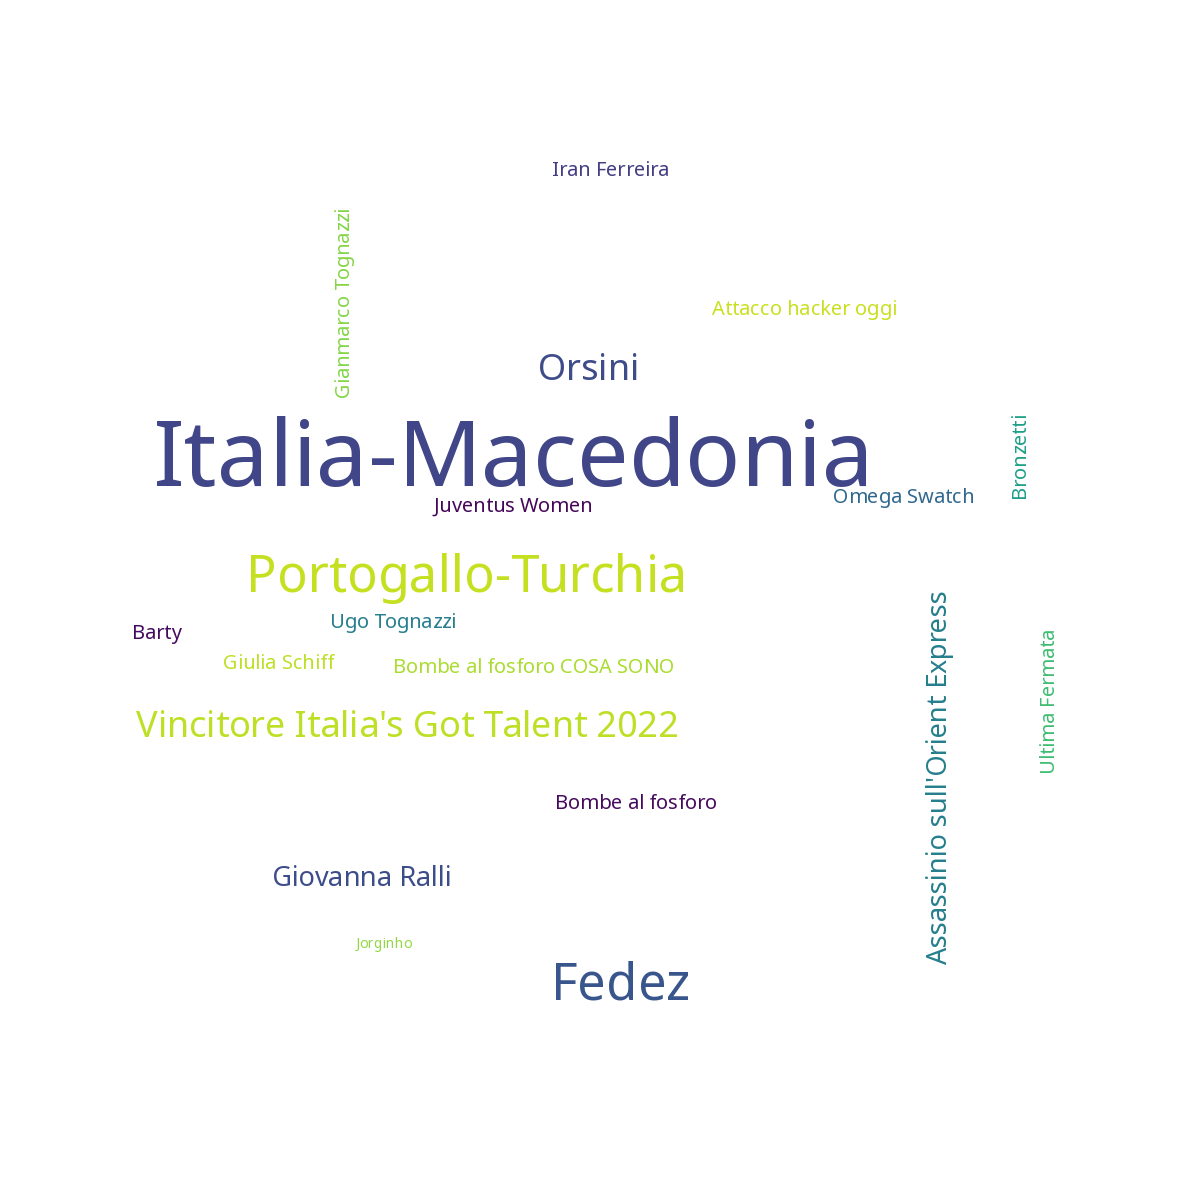 Iran Ferreira
Gianmarco Tognazzi
Attacco hacker oggi
Orsini
Italia-Macedonia
Bronzetti
Omega Swatch
Juventus Women
Portogallo-Turchia
Assassinio sull'Orient Express
Ugo Tognazzi
Barty
Ultima Fermata
Giulia Schiff
Bombe al fosforo COSA SONO
Vincitore Italia's Got Talent 2022
Bombe al fosforo
Giovanna Ralli
Jorginho
Fedez